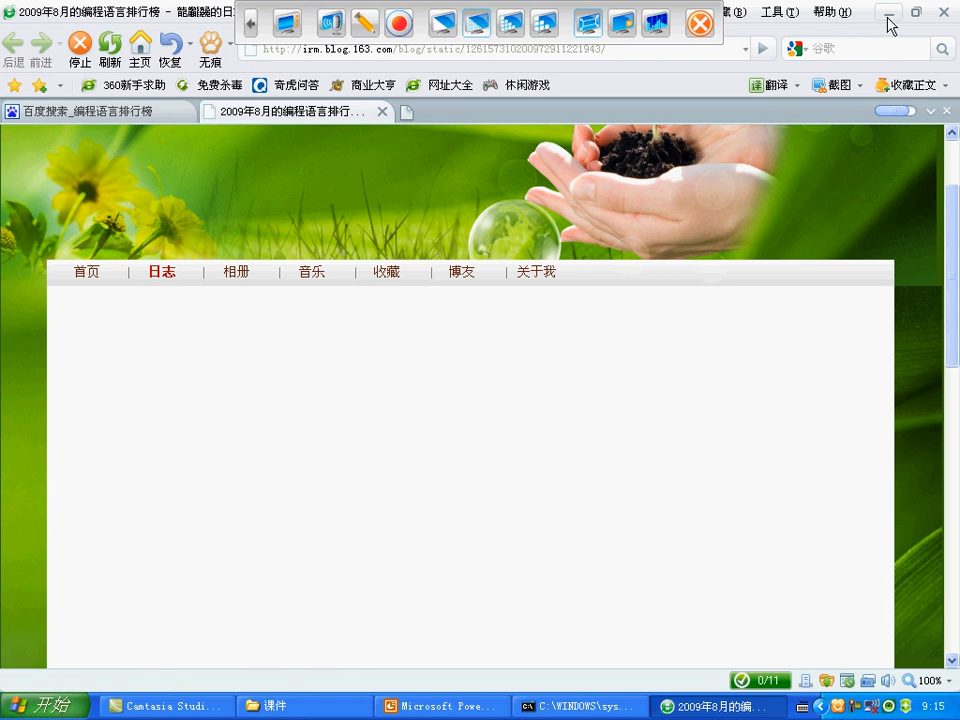 2009年8月的编程语言排行榜 - 能
工具(T) 帮助(H)
后退 前进 停止 刷新 主页 恢复 无痕
http://irm.blog.163.com/blog/static/126157310200972911221943/
谷歌
360新手求助 免费杀毒 奇虎问答 商业大亨 网址大全 休闲游戏 翻译 截图 收藏正文
百度搜索_编程语言排行榜 2009年8月的编程语言排行...
首页 | 日志 | 相册 | 音乐 | 收藏 | 博友 | 关于我
0/11 100%
开始 Camtasia Studi... 课件 Microsoft Powe... C:\WINDOWS\sys... 2009年8月的编... 9:15